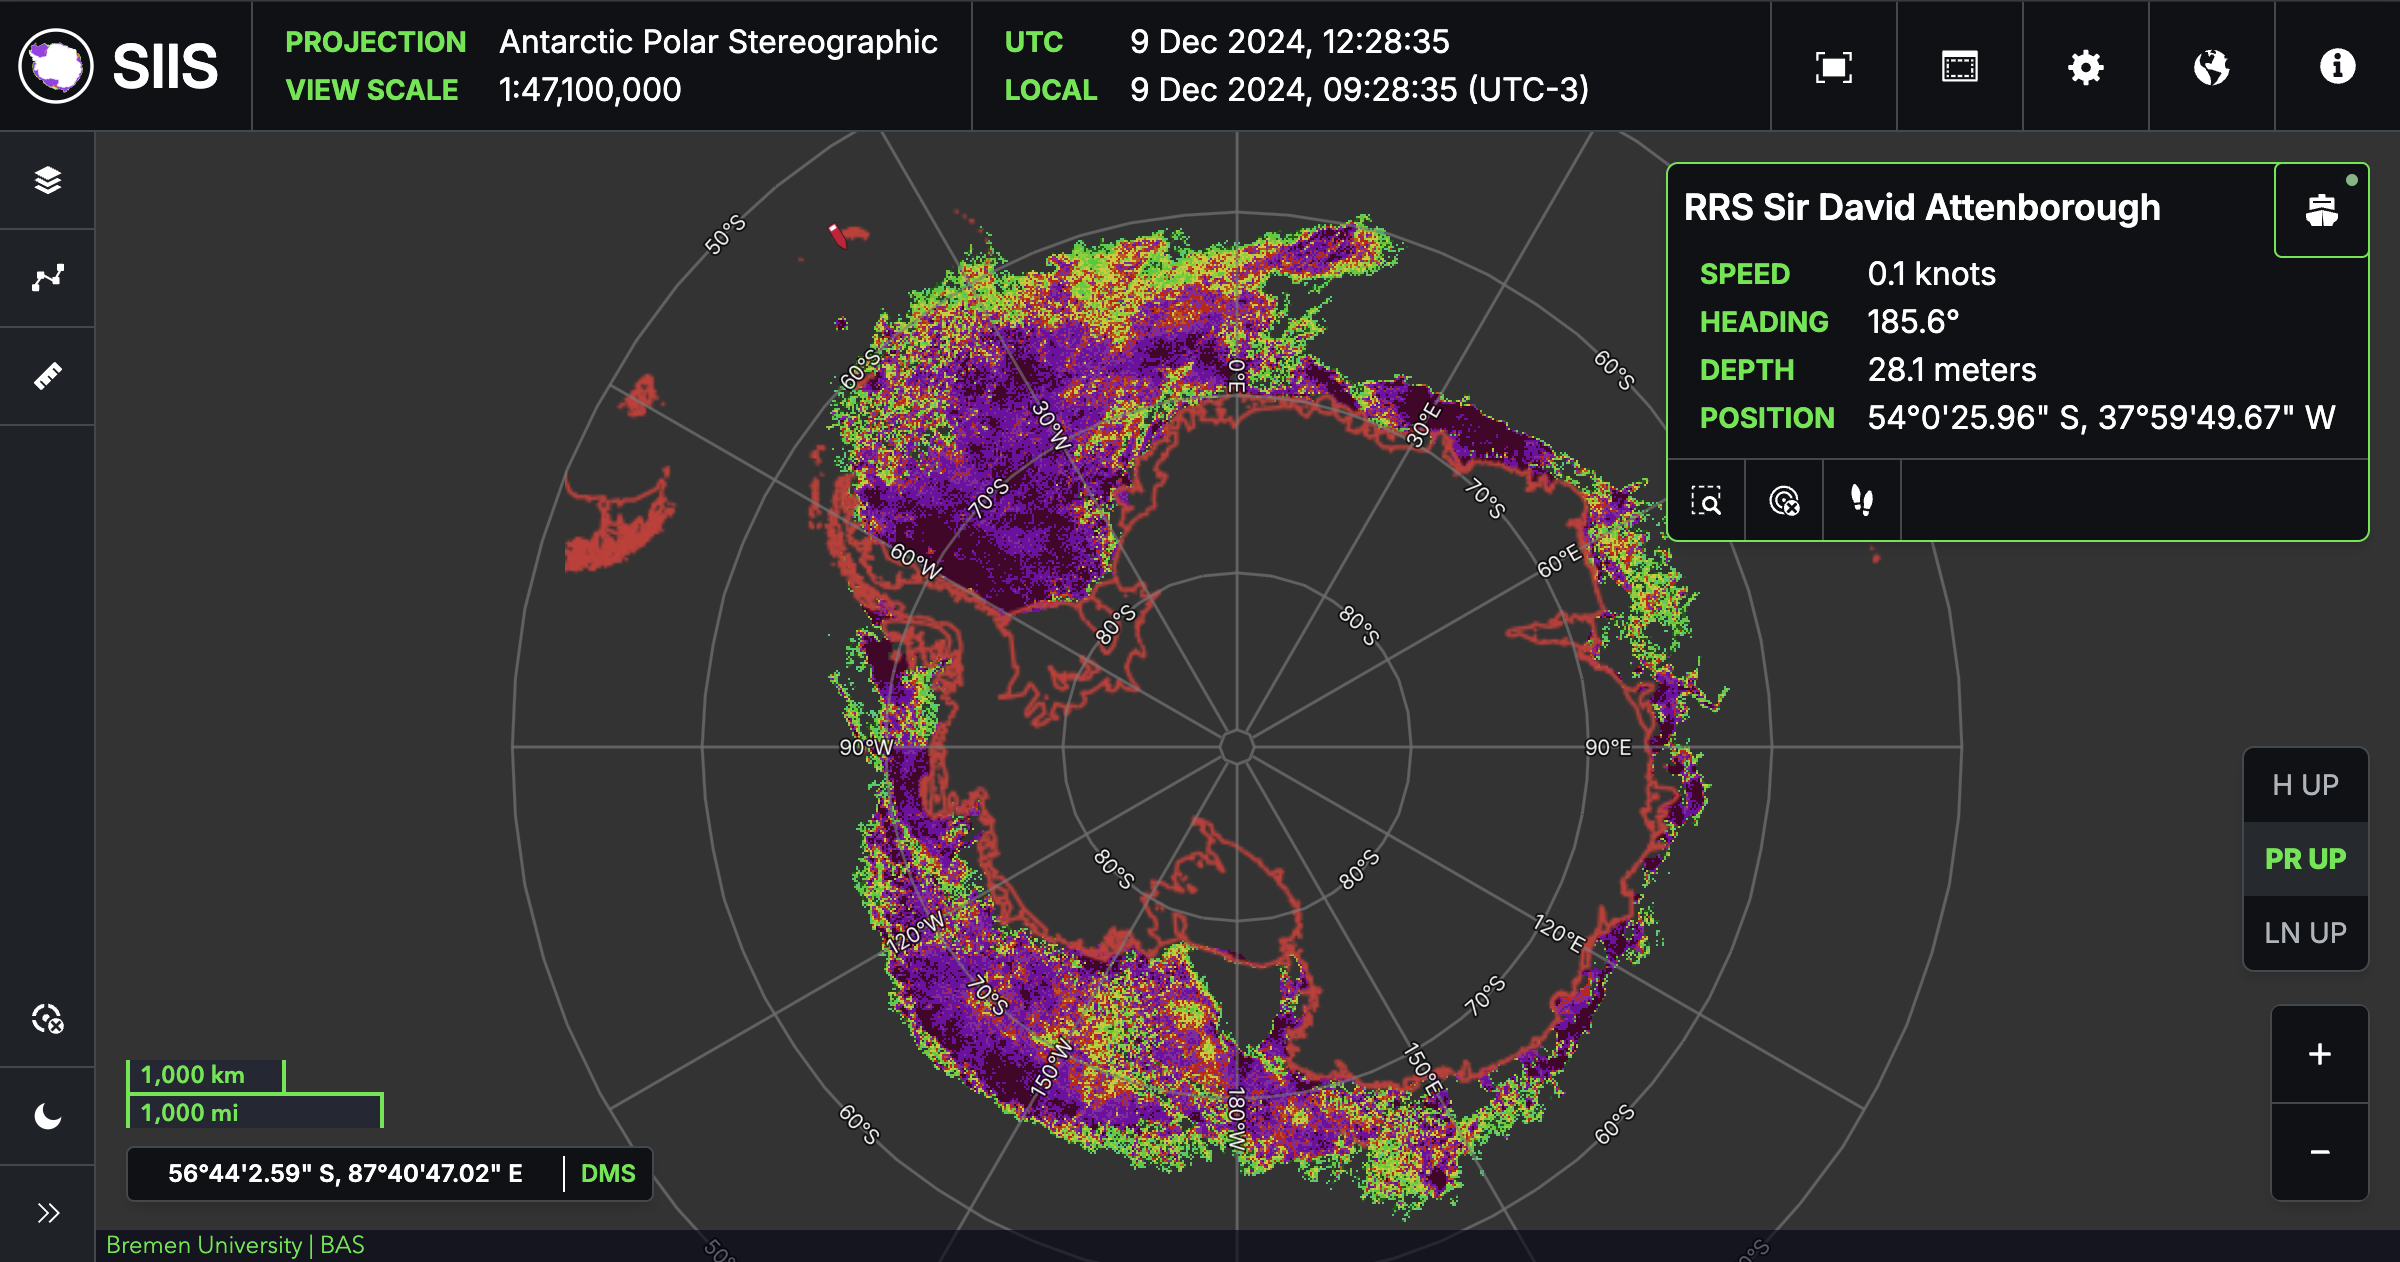 SIIS
PROJECTION Antarctic Polar Stereographic
VIEW SCALE 1:47,100,000
UTC 9 Dec 2024, 12:28:35
LOCAL 9 Dec 2024, 09:28:35 (UTC-3)
RRS Sir David Attenborough
SPEED 0.1 knots
HEADING 185.6°
DEPTH 28.1 meters
POSITION 54°0'25.96" S, 37°59'49.67" W
50°S
60°S
0°E
60°S
30°W
30°E
70°S
70°S
60°W
60°E
80°S
80°S
90°W
90°E
80°S
80°S
120°W
120°E
70°S
70°S
150°W
150°E
180°W
60°S
60°S
50°
°S
H UP
PR UP
LN UP
+
−
1,000 km
1,000 mi
56°44'2.59" S, 87°40'47.02" E DMS
Bremen University | BAS